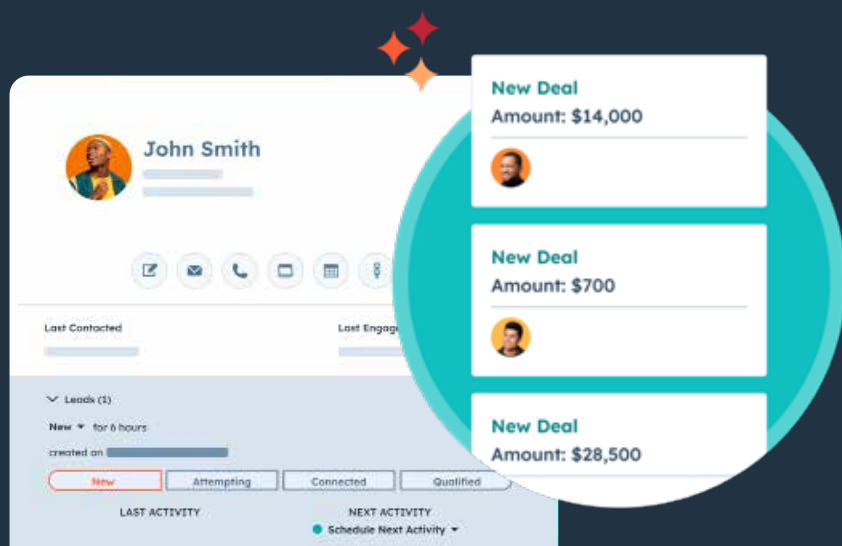 John Smith
Last Contacted
Last Engag
Leads (1)
New for 6 hours
created on
New
Attempting
Connected
Qualified
LAST ACTIVITY
NEXT ACTIVITY
Schedule Next Activity
New Deal
Amount: $14,000
New Deal
Amount: $700
New Deal
Amount: $28,500